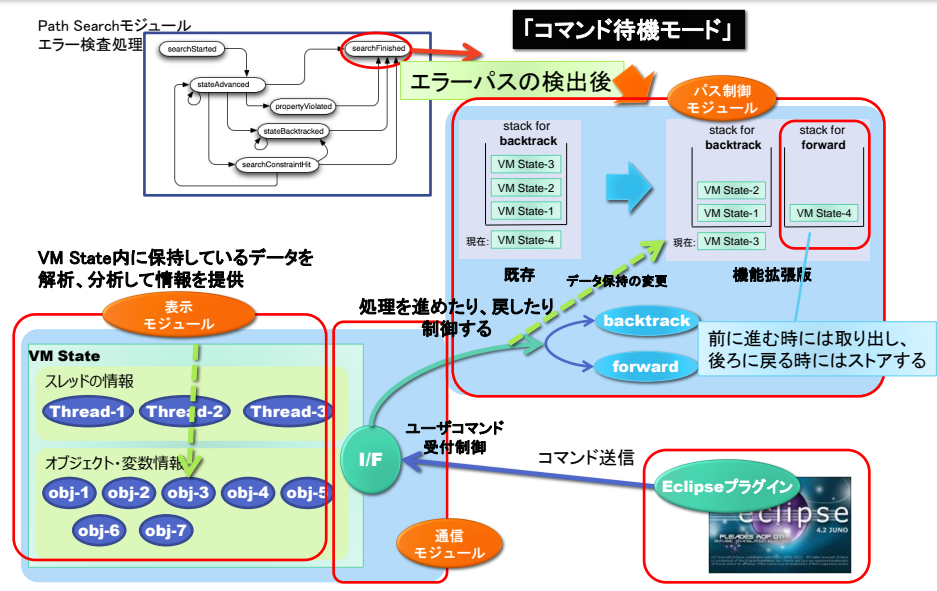 Path Searchモジュール
エラー検査処理
「コマンド待機モード」
searchStarted
searchFinished
stateAdvanced
propertyViolated
stateBacktracked
searchConstraintHit
エラーパスの検出後
パス制御
モジュール
stack for
backtrack
VM State-3
VM State-2
VM State-1
現在:
VM State-4
既存
stack for
backtrack
VM State-2
VM State-1
現在:
VM State-3
stack for
forward
VM State-4
機能拡張版
データ保持の変更
VM State内に保持しているデータを
解析、分析して情報を提供
表示
モジュール
処理を進めたり、戻したり
制御する
backtrack
forward
前に進む時には取り出し、
後ろに戻る時にはストアする
VM State
スレッドの情報
Thread-1
Thread-2
Thread-3
オブジェクト・変数情報
obj-1
obj-2
obj-3
obj-4
obj-5
obj-6
obj-7
I/F
ユーザコマンド
受付制御
コマンド送信
Eclipseプラグイン
eclipse
4.2 JUNO
通信
モジュール